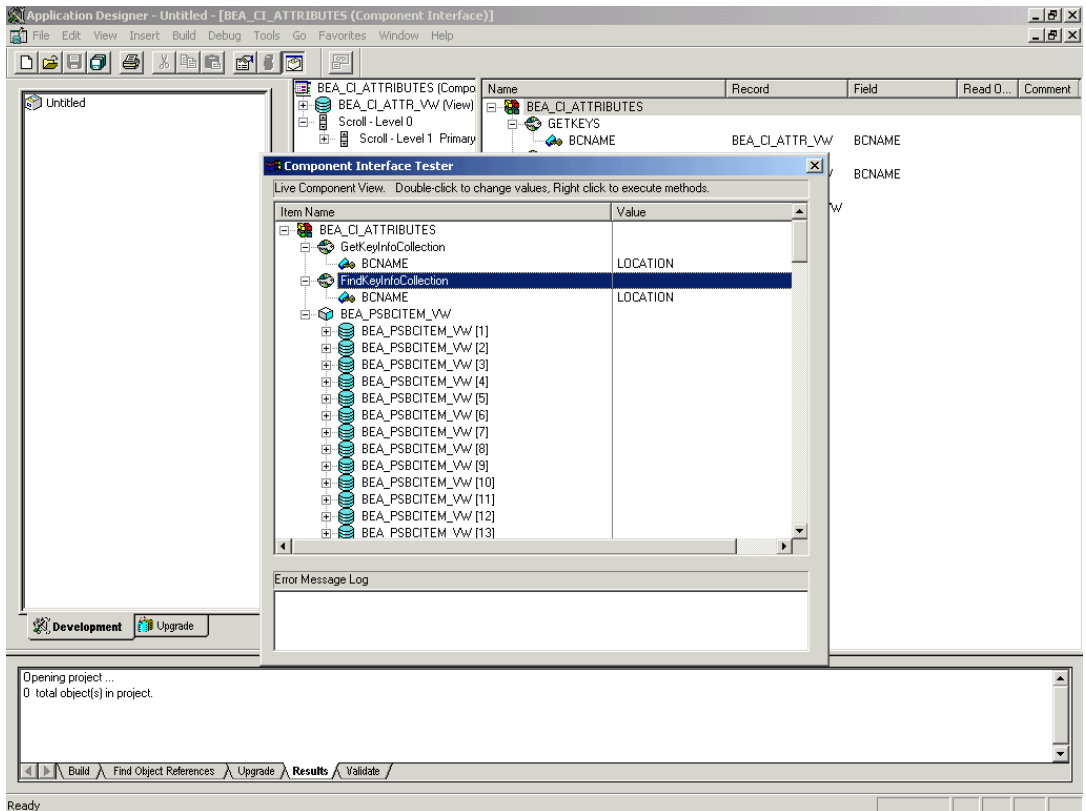 Application Designer - Untitled - [BEA_CI_ATTRIBUTES (Component Interface)]
File Edit View Insert Build Debug Tools Go Favorites Window Help
Untitled
BEA_CI_ATTRIBUTES (Compo
BEA_CI_ATTR_VW (View)
Scroll - Level 0
Scroll - Level 1 Primary
Name Record Field Read O... Comment
BEA_CI_ATTRIBUTES
GETKEYS
BCNAME BEA_CI_ATTR_VW BCNAME
BCNAME
Component Interface Tester
Live Component View. Double-click to change values, Right click to execute methods.
Item Name Value
BEA_CI_ATTRIBUTES
GetKeyInfoCollection
BCNAME LOCATION
FindKeyInfoCollection
BCNAME LOCATION
BEA_PSBCITEM_VW
BEA_PSBCITEM_VW [1]
BEA_PSBCITEM_VW [2]
BEA_PSBCITEM_VW [3]
BEA_PSBCITEM_VW [4]
BEA_PSBCITEM_VW [5]
BEA_PSBCITEM_VW [6]
BEA_PSBCITEM_VW [7]
BEA_PSBCITEM_VW [8]
BEA_PSBCITEM_VW [9]
BEA_PSBCITEM_VW [10]
BEA_PSBCITEM_VW [11]
BEA_PSBCITEM_VW [12]
BEA_PSBCITEM_VW [13]
Error Message Log
Development Upgrade
Opening project ...
0 total object(s) in project.
Build Find Object References Upgrade Results Validate
Ready